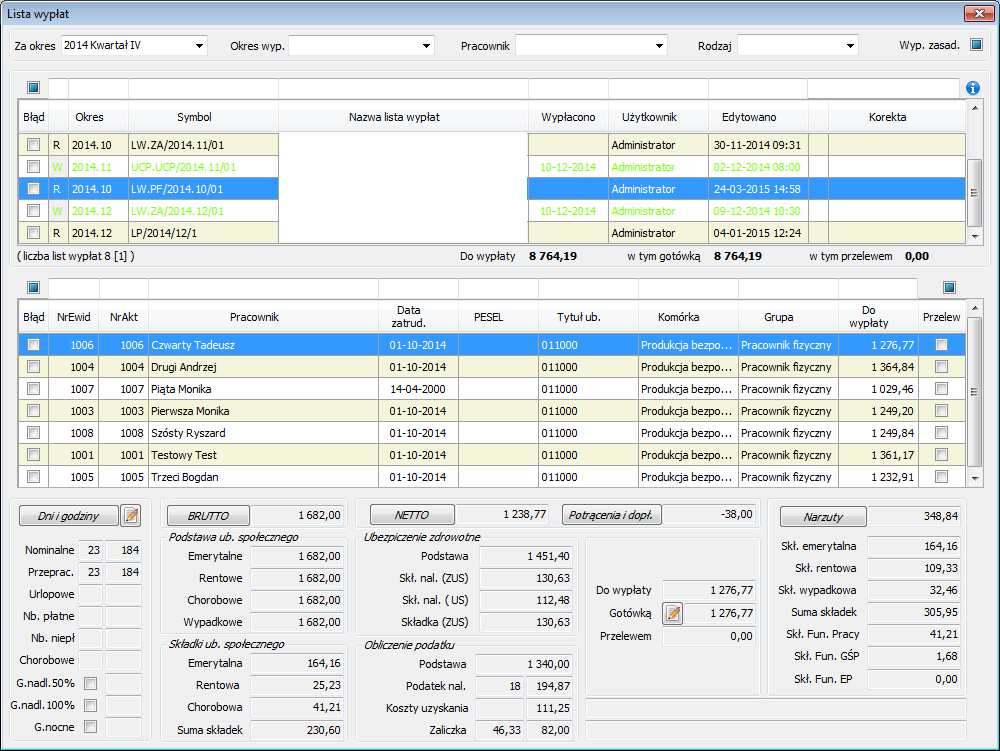 Lista wypłat
Za okres 2014 Kwartał IV Okres wyp. Pracownik Rodzaj Wyp. zasad.
Błąd Okres Symbol Nazwa lista wypłat Wypłacono Użytkownik Edytowano Korekta
R 2014.10 LW.ZA/2014.11/01 Administrator 30-11-2014 09:31
W 2014.11 UCP.UCP/2014.11/01 10-12-2014 Administrator 02-12-2014 08:00
R 2014.10 LW.PF/2014.10/01 Administrator 24-03-2015 14:58
W 2014.12 LW.ZA/2014.12/01 10-12-2014 Administrator 09-12-2014 10:30
R 2014.12 LP/2014/12/1 Administrator 04-01-2015 12:24
( liczba list wypłat 8 [1] ) Do wypłaty 8 764,19 w tym gotówką 8 764,19 w tym przelewem 0,00
Błąd NrEwid NrAkt Pracownik Data zatrud. PESEL Tytuł ub. Komórka Grupa Do wypłaty Przelew
1006 1006 Czwarty Tadeusz 01-10-2014 011000 Produkcja bezpo... Pracownik fizyczny 1 276,77
1004 1004 Drugi Andrzej 01-10-2014 011000 Produkcja bezpo... Pracownik fizyczny 1 364,84
1007 1007 Piąta Monika 14-04-2000 011000 Produkcja bezpo... Pracownik fizyczny 1 029,46
1003 1003 Pierwsza Monika 01-10-2014 011000 Produkcja bezpo... Pracownik fizyczny 1 249,20
1008 1008 Szósty Ryszard 01-10-2014 011000 Produkcja bezpo... Pracownik fizyczny 1 249,84
1001 1001 Testowy Test 01-10-2014 011000 Produkcja bezpo... Pracownik fizyczny 1 361,17
1005 1005 Trzeci Bogdan 01-10-2014 011000 Produkcja bezpo... Pracownik fizyczny 1 232,91
Dni i godziny
Nominalne 23 184
Przeprac. 23 184
Urlopowe
Nb. płatne
Nb. niepł
Chorobowe
G.nadl.50%
G.nadl.100%
G.nocne
BRUTTO 1 682,00
Podstawa ub. społecznego
Emerytalne 1 682,00
Rentowe 1 682,00
Chorobowe 1 682,00
Wypadkowe 1 682,00
Składki ub. społecznego
Emerytalna 164,16
Rentowa 25,23
Chorobowa 41,21
Suma składek 230,60
NETTO 1 238,77 Potrącenia i dopł. -38,00
Ubezpieczenie zdrowotne
Podstawa 1 451,40
Skł. nal. (ZUS) 130,63
Skł. nal. ( US) 112,48
Składka (ZUS) 130,63
Obliczenie podatku
Podstawa 1 340,00
Podatek nal. 18 194,87
Koszty uzyskania 111,25
Zaliczka 46,33 82,00
Do wypłaty 1 276,77
Gotówką 1 276,77
Przelewem 0,00
Narzuty 348,84
Skł. emerytalna 164,16
Skł. rentowa 109,33
Skł. wypadkowa 32,46
Suma składek 305,95
Skł. Fun. Pracy 41,21
Skł. Fun. GŚP 1,68
Skł. Fun. EP 0,00